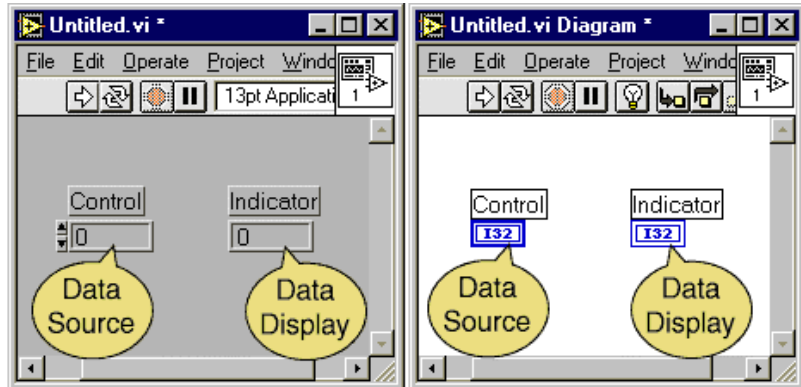 Untitled.vi *
File Edit Operate Project Windo
13pt Applicati
1
Control
Indicator
0
0
Data
Source
Data
Display
Untitled.vi Diagram *
File Edit Operate Project Windo
1
Control
Indicator
I32
I32
Data
Source
Data
Display